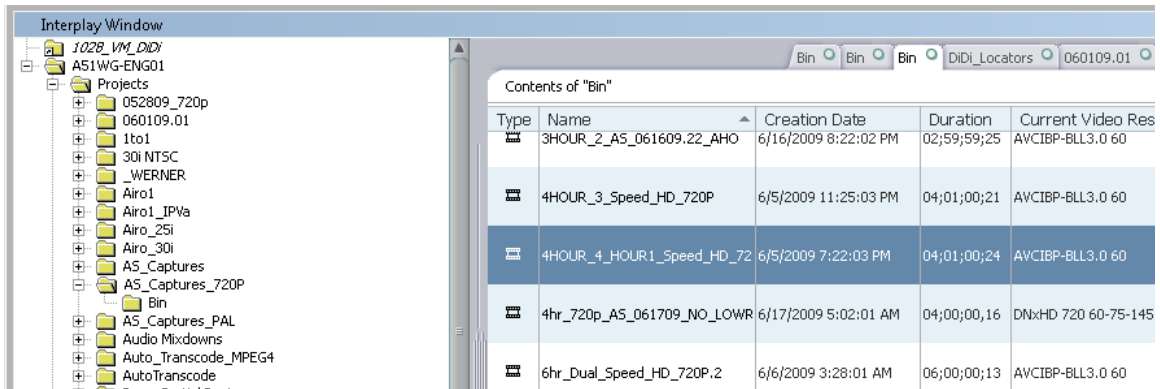 Interplay Window
1028_VM_DiDi
A51WG-ENG01
Projects
052809_720p
060109.01
1to1
30i NTSC
_WERNER
Airo1
Airo1_IPVa
Airo_25i
Airo_30i
AS_Captures
AS_Captures_720P
Bin
AS_Captures_PAL
Audio Mixdowns
Auto_Transcode_MPEG4
AutoTranscode
Bin Bin Bin DiDi_Locators 060109.01
Contents of "Bin"
Type Name Creation Date Duration Current Video Res
3HOUR_2_AS_061609.22_AHO 6/16/2009 8:22:02 PM 02;59;59;25 AVCIBP-BLL3.0 60
4HOUR_3_Speed_HD_720P 6/5/2009 11:25:03 PM 04;01;00;21 AVCIBP-BLL3.0 60
4HOUR_4_HOUR1_Speed_HD_72 6/5/2009 7:22:03 PM 04;01;00;24 AVCIBP-BLL3.0 60
4hr_720p_AS_061709_NO_LOWR 6/17/2009 5:02:01 AM 04;00;00,16 DNxHD 720 60-75-145
6hr_Dual_Speed_HD_720P.2 6/6/2009 3:28:01 AM 06;00;00;13 AVCIBP-BLL3.0 60